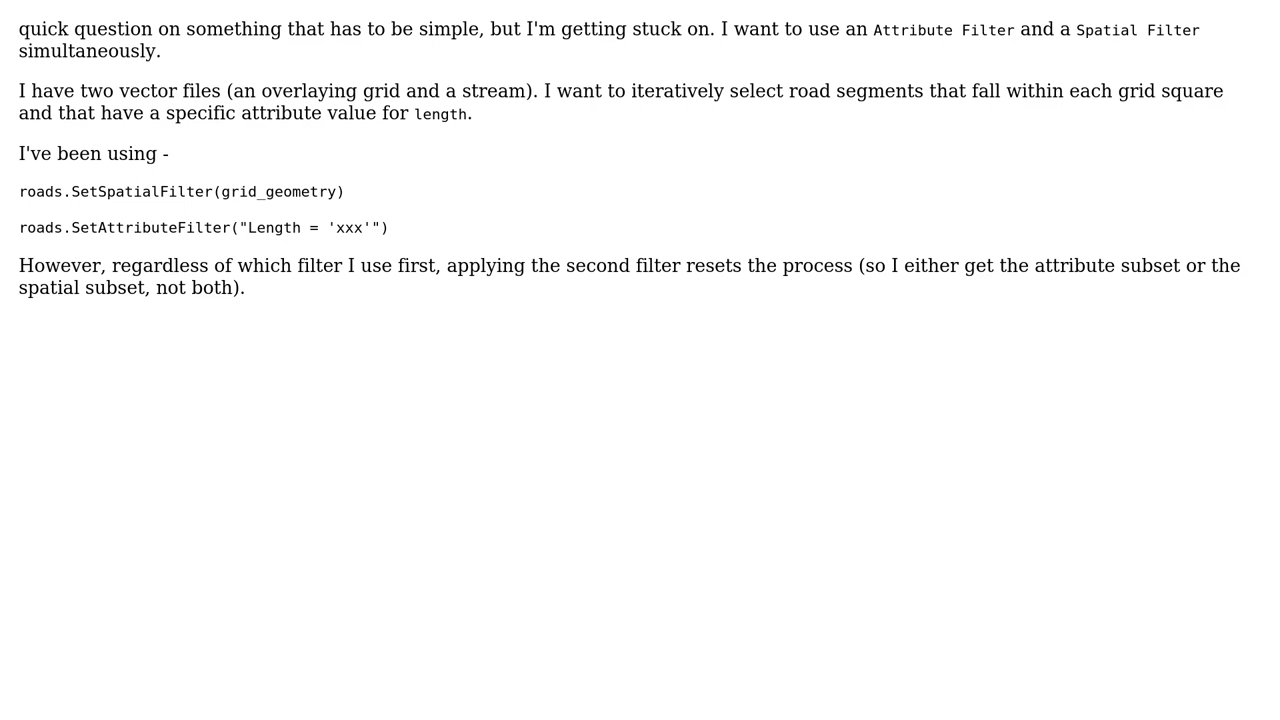 quick question on something that has to be simple, but I'm getting stuck on. I want to use an Attribute Filter and a Spatial Filter
simultaneously.
I have two vector files (an overlaying grid and a stream). I want to iteratively select road segments that fall within each grid square
and that have a specific attribute value for length.
I've been using -
roads.SetSpatialFilter(grid_geometry)
roads.SetAttributeFilter("Length = 'xxx'")
However, regardless of which filter I use first, applying the second filter resets the process (so I either get the attribute subset or the
spatial subset, not both).